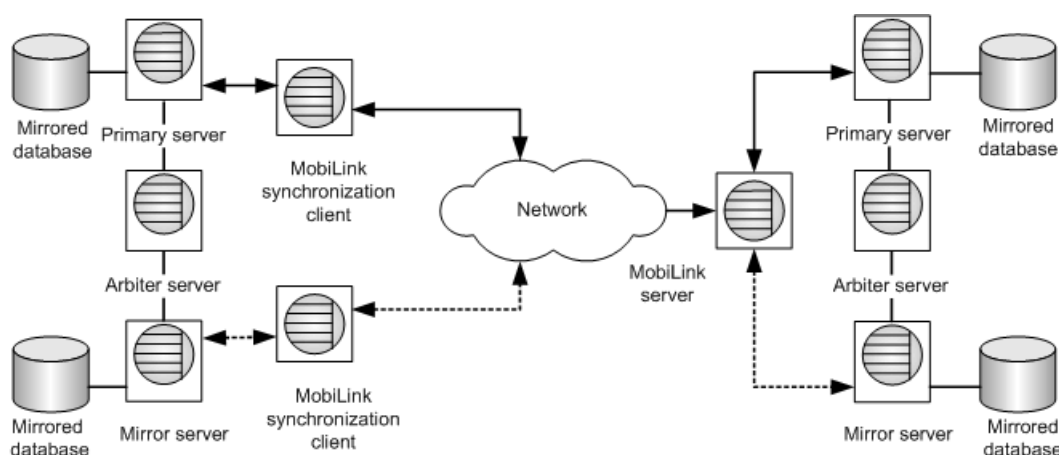 Mirrored
database
Primary server
MobiLink
synchronization
client
Network
Primary server
Mirrored
database
Arbiter server
MobiLink
server
Arbiter server
Mirrored
database
Mirror server
MobiLink
synchronization
client
Mirror server
Mirrored
database